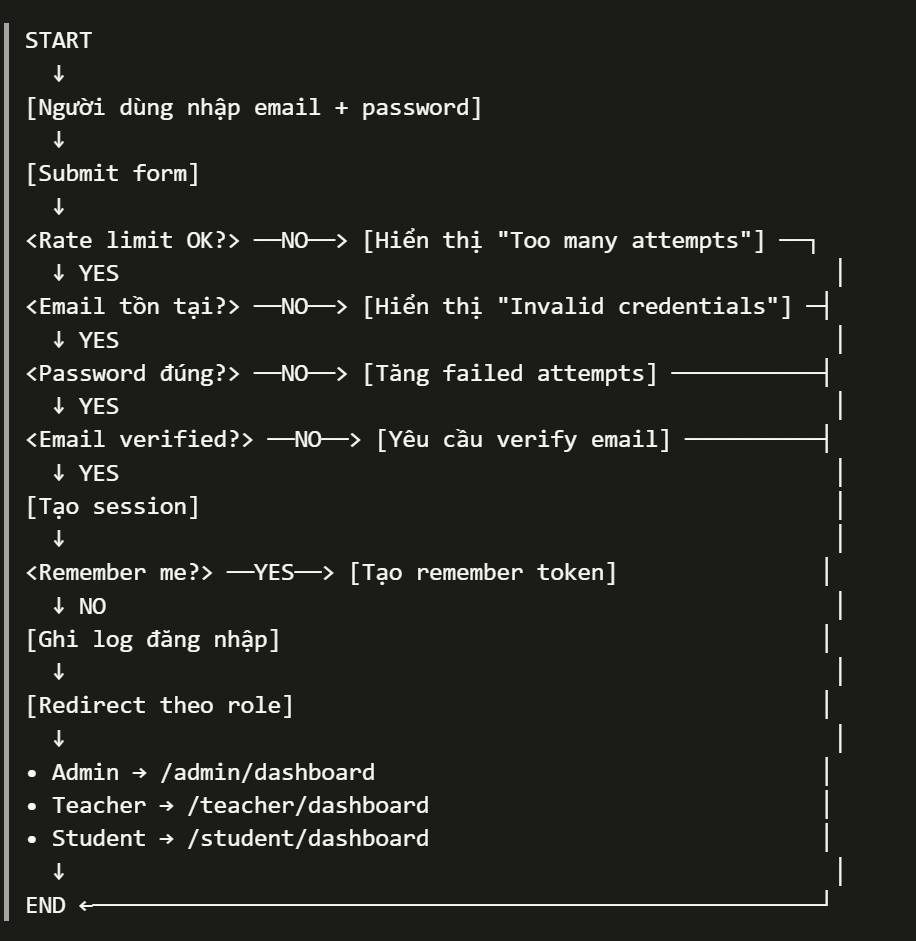 START
↓
[Người dùng nhập email + password]
↓
[Submit form]
↓
<Rate limit OK?> ──NO──> [Hiển thị "Too many attempts"] ──┐
↓ YES │
<Email tồn tại?> ──NO──> [Hiển thị "Invalid credentials"] ─┤
↓ YES │
<Password đúng?> ──NO──> [Tăng failed attempts] ───────────┤
↓ YES │
<Email verified?> ──NO──> [Yêu cầu verify email] ──────────┤
↓ YES │
[Tạo session] │
↓ │
<Remember me?> ──YES──> [Tạo remember token] │
↓ NO │
[Ghi log đăng nhập] │
↓ │
[Redirect theo role] │
↓ │
• Admin → /admin/dashboard │
• Teacher → /teacher/dashboard │
• Student → /student/dashboard │
↓ │
END ←──────────────────────────────────────────────────────┘